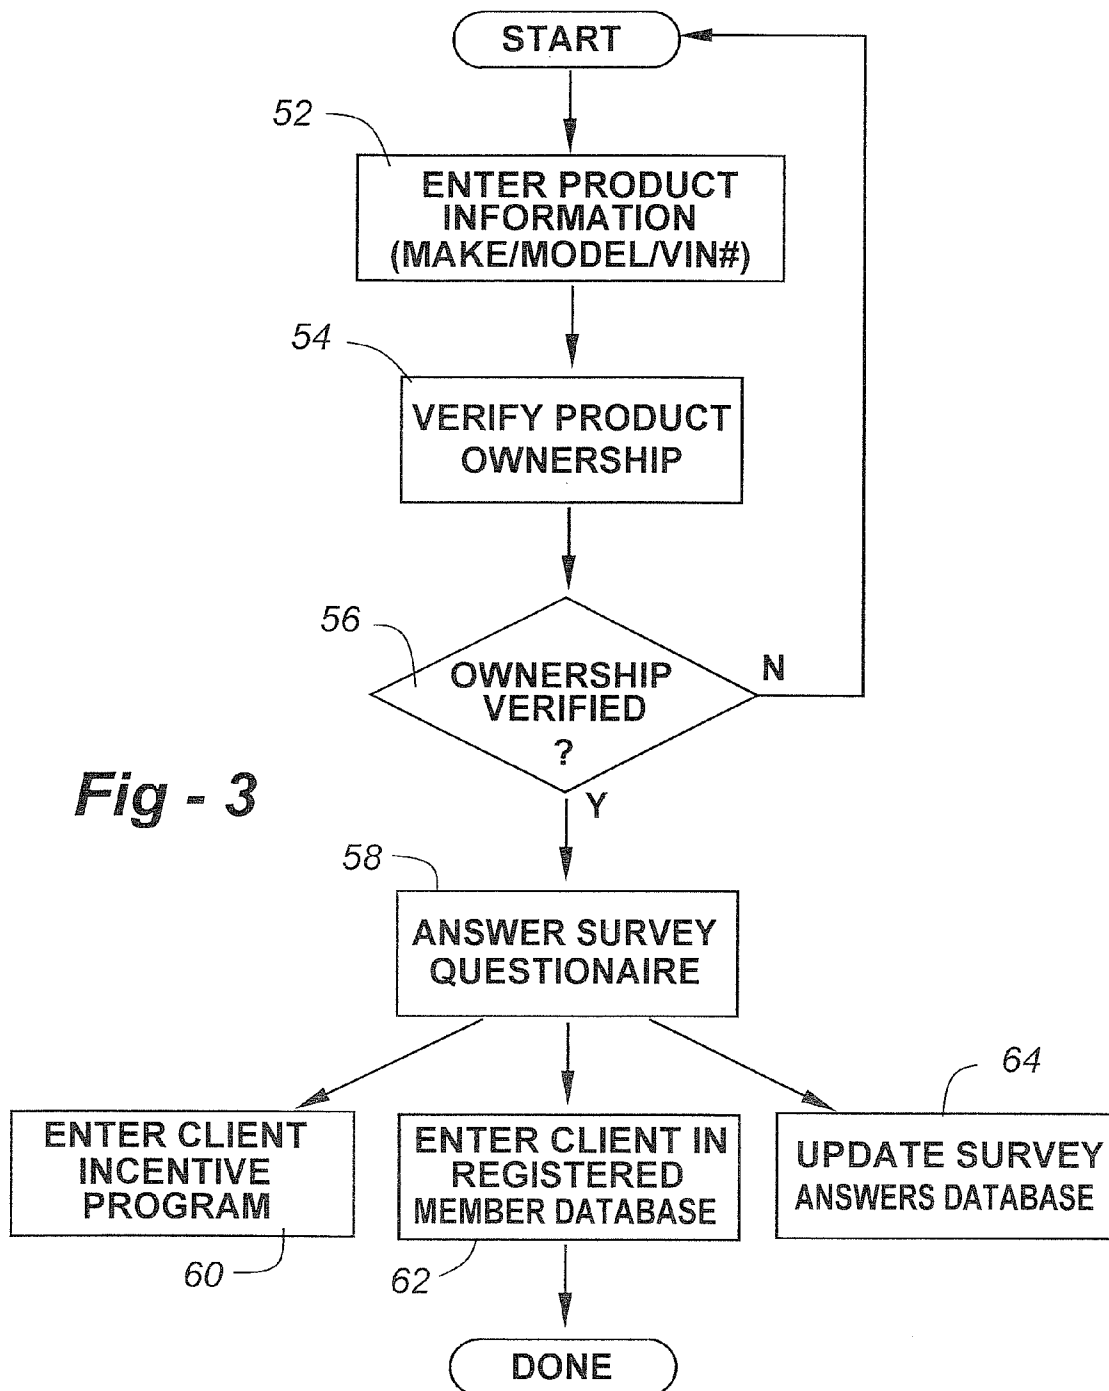 START
52
ENTER PRODUCT
INFORMATION
(MAKE/MODEL/VIN#)
54
VERIFY PRODUCT
OWNERSHIP
56
OWNERSHIP
VERIFIED
?
N
Y
Fig - 3
58
ANSWER SURVEY
QUESTIONAIRE
ENTER CLIENT
INCENTIVE
PROGRAM
60
ENTER CLIENT IN
REGISTERED
MEMBER DATABASE
62
64
UPDATE SURVEY
ANSWERS DATABASE
DONE